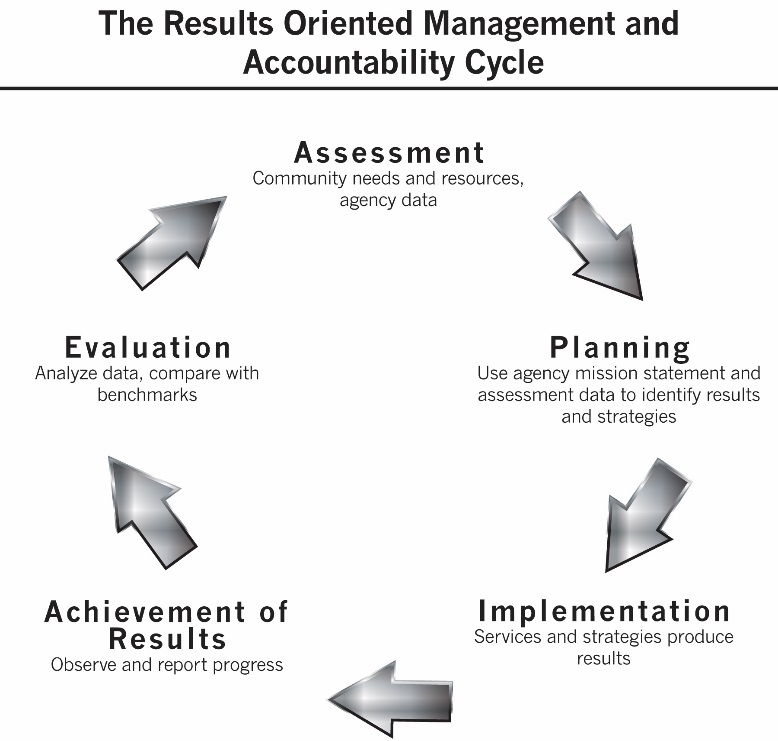 The Results Oriented Management and
Accountability Cycle
Assessment
Community needs and resources,
agency data
Planning
Use agency mission statement and
assessment data to identify results
and strategies
Implementation
Services and strategies produce
results
Achievement of
Results
Observe and report progress
Evaluation
Analyze data, compare with
benchmarks